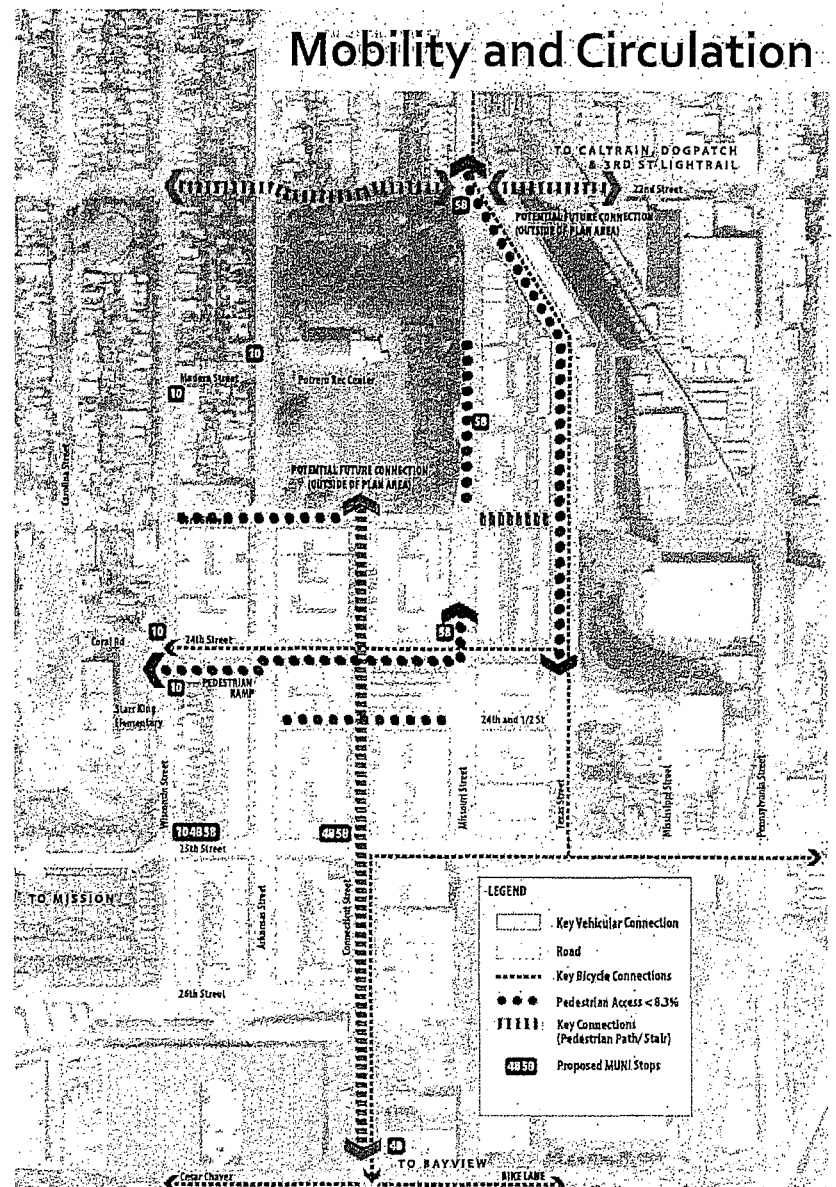 Mobility and Circulation
TO CALTRAIN, DOGPATCH
& 3RD ST LIGHTRAIL
22nd Street
58
POTENTIAL FUTURE CONNECTION
(OUTSIDE OF PLAN AREA)
10
Madera Street
Potrero Rec Center
10
58
Carolina Street
POTENTIAL FUTURE CONNECTION
(OUTSIDE OF PLAN AREA)
10
24th Street
58
Coral Rd
10
PEDESTRIAN
RAMP
Starr King
Elementary
24th and 1/2 St
Wisconsin Street
Missouri Street
Texas Street
Mississippi Street
Pennsylvania Street
10 48 58
48 58
25th Street
TO MISSION
Arkansas Street
Connecticut Street
26th Street
LEGEND
Key Vehicular Connection
Road
Key Bicycle Connections
Pedestrian Access < 8.3%
Key Connections
(Pedestrian Path/ Stair)
48 58
Proposed MUNI Stops
48
TO BAYVIEW
Cesar Chavez
BIKE LANE